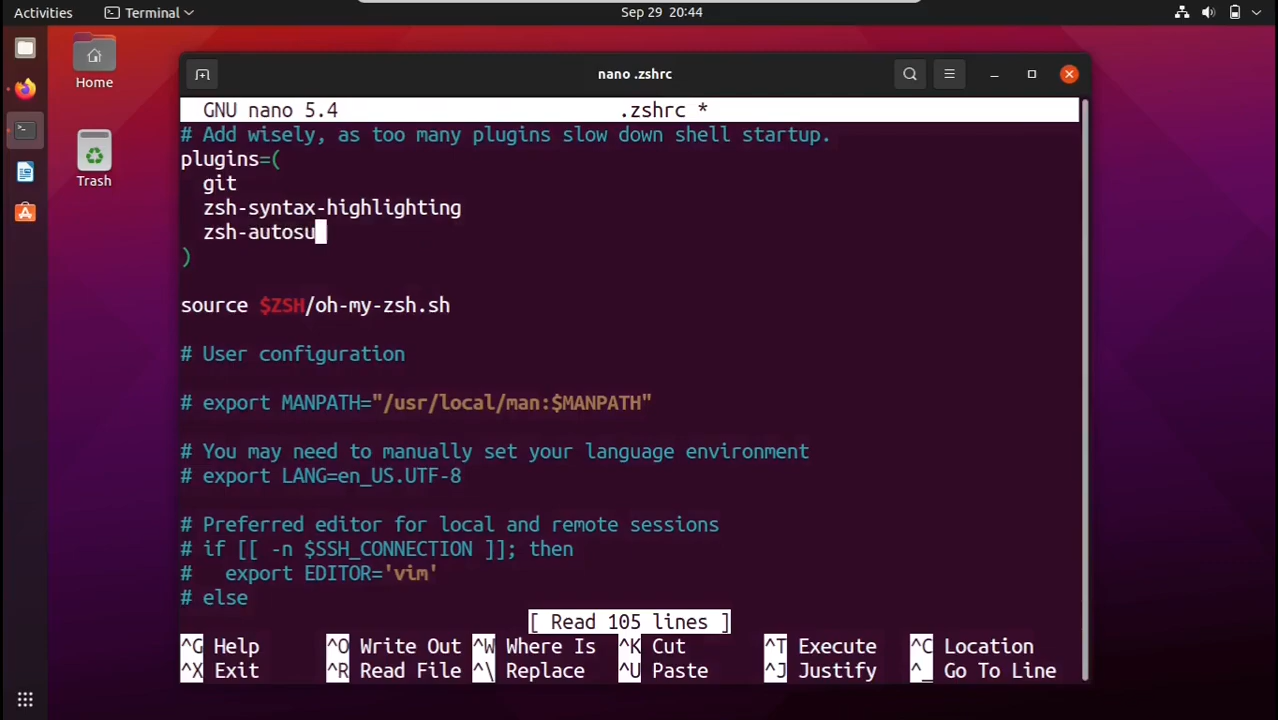 Activities
Terminal
Sep 29 20:44
Home
Trash
nano .zshrc
GNU nano 5.4
.zshrc *
# Add wisely, as too many plugins slow down shell startup.
plugins=(
git
zsh-syntax-highlighting
zsh-autosu
)
source $ZSH/oh-my-zsh.sh
# User configuration
# export MANPATH="/usr/local/man:$MANPATH"
# You may need to manually set your language environment
# export LANG=en_US.UTF-8
# Preferred editor for local and remote sessions
# if [[ -n $SSH_CONNECTION ]]; then
#   export EDITOR='vim'
# else
[ Read 105 lines ]
^G Help ^O Write Out ^W Where Is ^K Cut ^T Execute ^C Location
^X Exit ^R Read File ^\ Replace ^U Paste ^J Justify ^_ Go To Line